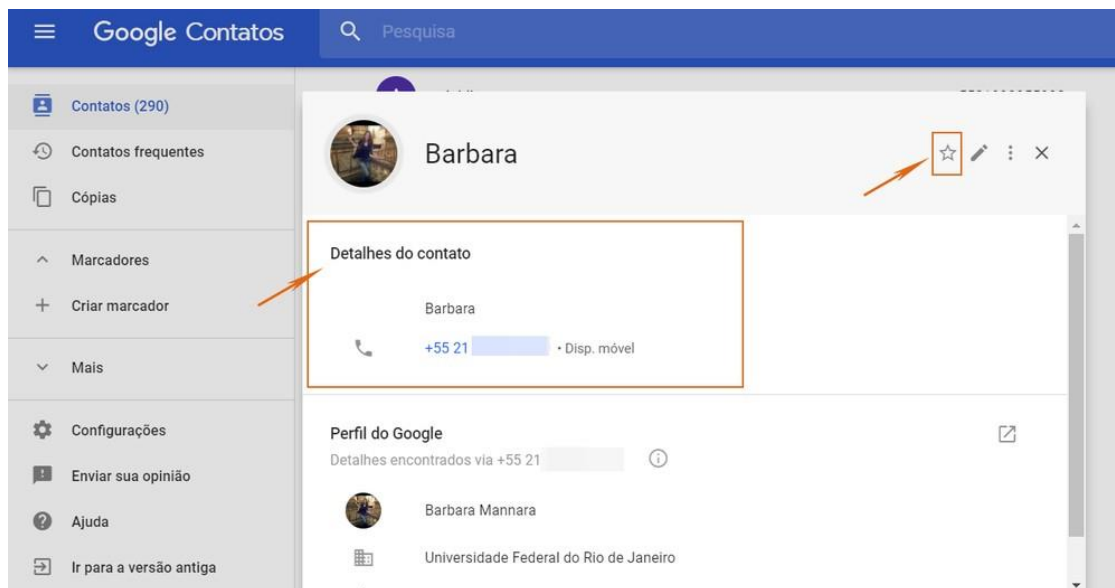 Google Contatos
Pesquisa
Contatos (290)
Contatos frequentes
Cópias
Marcadores
Criar marcador
Mais
Configurações
Enviar sua opinião
Ajuda
Ir para a versão antiga
Barbara
Detalhes do contato
Barbara
+55 21 • Disp. móvel
Perfil do Google
Detalhes encontrados via +55 21
Barbara Mannara
Universidade Federal do Rio de Janeiro